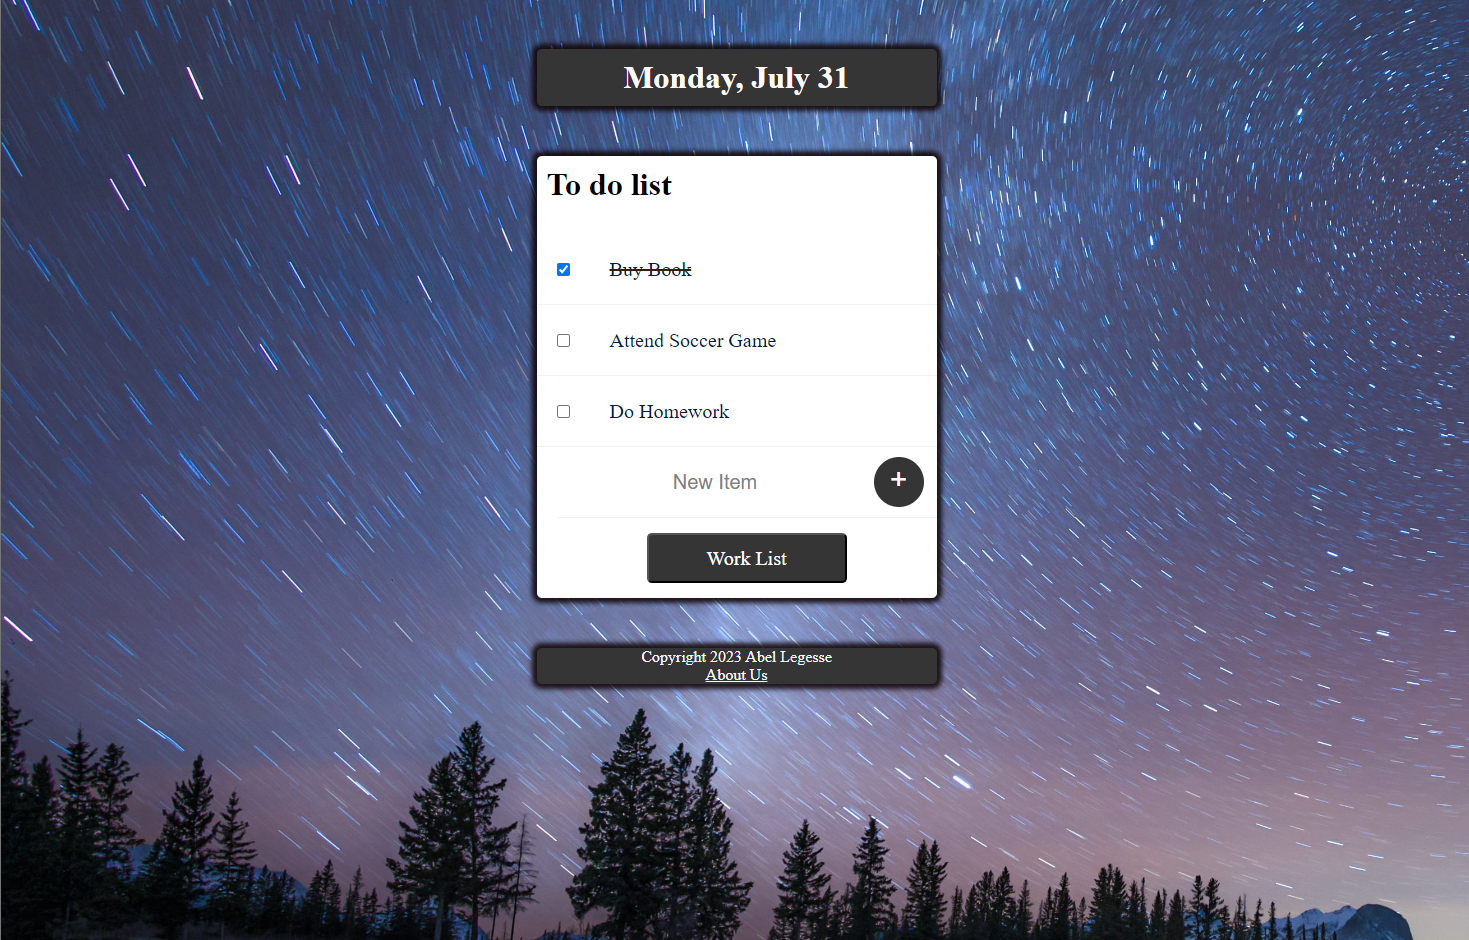 Monday, July 31
To do list
Buy Book
Attend Soccer Game
Do Homework
New Item
+
Work List
Copyright 2023 Abel Legesse
About Us